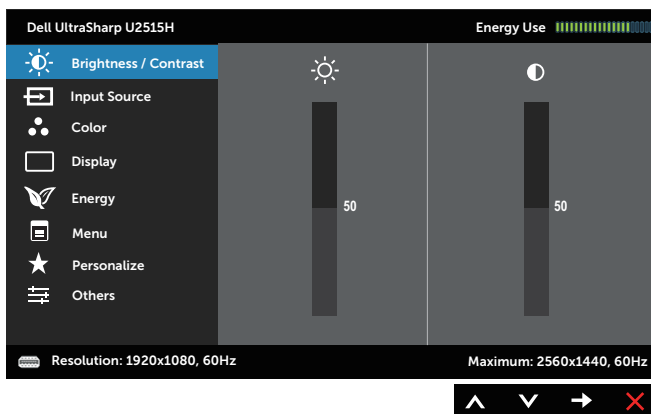 Dell UltraSharp U2515H
Energy Use
Brightness / Contrast
Input Source
Color
Display
Energy
Menu
Personalize
Others
50
50
Resolution: 1920x1080, 60Hz
Maximum: 2560x1440, 60Hz